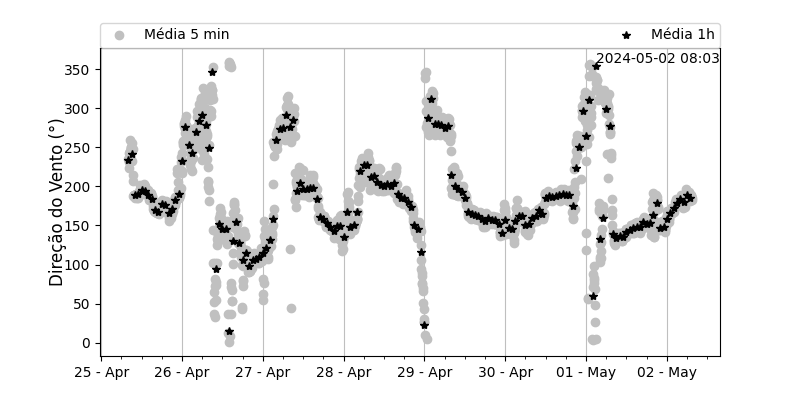 Média 5 min
Média 1h
2024-05-02 08:03
Direção do Vento (°)
350
300
250
200
150
100
50
0
25 - Apr
26 - Apr
27 - Apr
28 - Apr
29 - Apr
30 - Apr
01 - May
02 - May